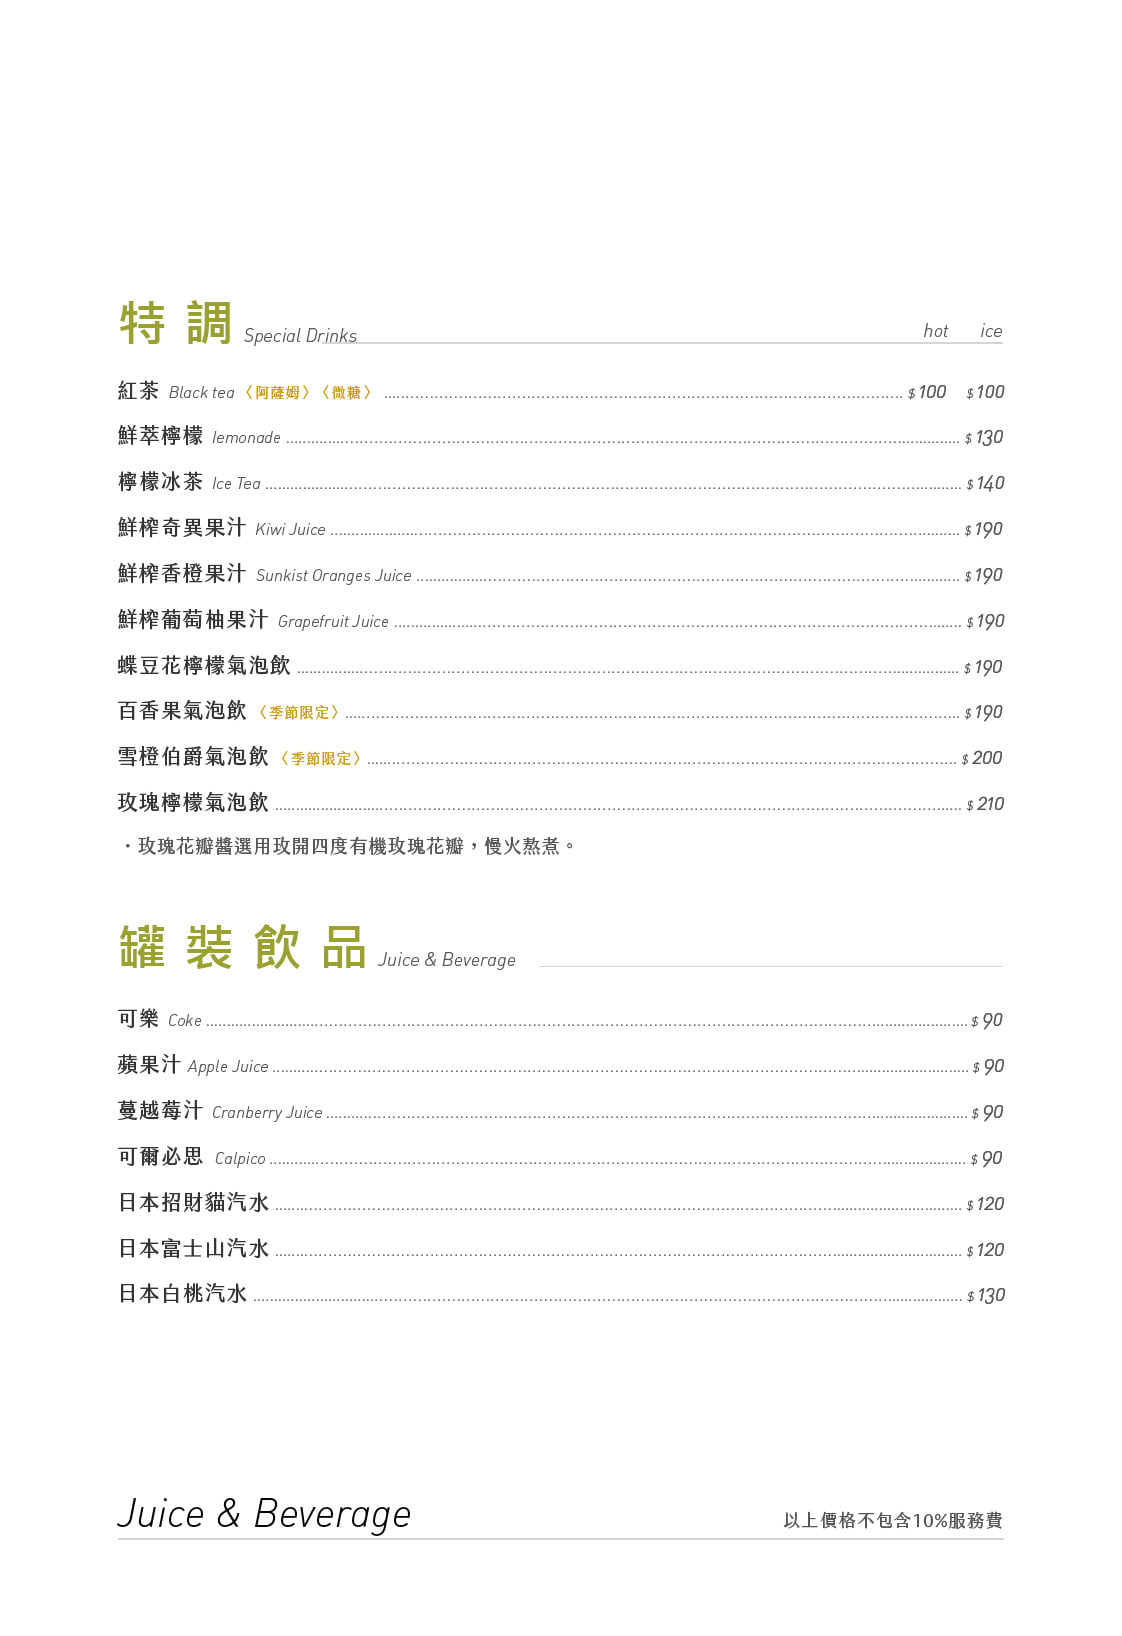 特調 Special Drinks hot ice
紅茶 Black tea 〈阿薩姆〉〈微糖〉 $100 $100
鮮萃檸檬 lemonade $130
檸檬冰茶 Ice Tea $140
鮮榨奇異果汁 Kiwi Juice $190
鮮榨香橙果汁 Sunkist Oranges Juice $190
鮮榨葡萄柚果汁 Grapefruit Juice $190
蝶豆花檸檬氣泡飲 $190
百香果氣泡飲 〈季節限定〉 $190
雪橙伯爵氣泡飲 〈季節限定〉 $200
玫瑰檸檬氣泡飲 $210
・玫瑰花瓣醬選用玫開四度有機玫瑰花瓣，慢火熬煮。
罐裝飲品 Juice & Beverage
可樂 Coke $90
蘋果汁 Apple Juice $90
蔓越莓汁 Cranberry Juice $90
可爾必思 Calpico $90
日本招財貓汽水 $120
日本富士山汽水 $120
日本白桃汽水 $130
Juice & Beverage 以上價格不包含10%服務費